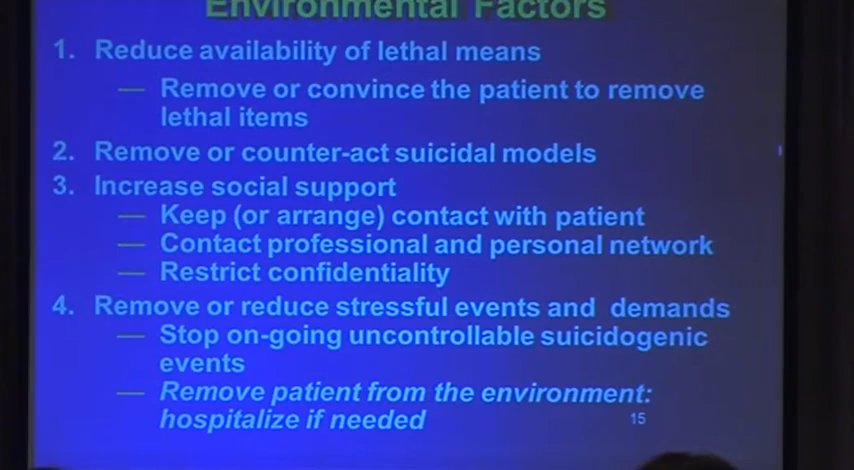 Environmental Factors
1. Reduce availability of lethal means
— Remove or convince the patient to remove
lethal items
2. Remove or counter-act suicidal models
3. Increase social support
— Keep (or arrange) contact with patient
— Contact professional and personal network
— Restrict confidentiality
4. Remove or reduce stressful events and demands
— Stop on-going uncontrollable suicidogenic
events
— Remove patient from the environment:
hospitalize if needed
15